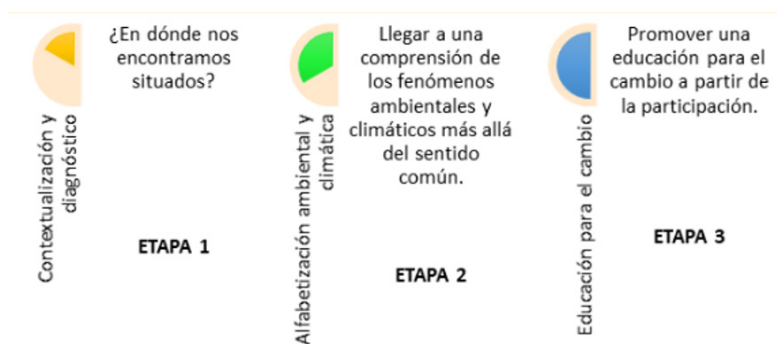 Contextualización y
diagnóstico
¿En dónde nos
encontramos
situados?
ETAPA 1
Alfabetización ambiental y
climática
Llegar a una
comprensión de
los fenómenos
ambientales y
climáticos más allá
del sentido
común.
ETAPA 2
Educación para el cambio
Promover una
educación para el
cambio a partir de
la participación.
ETAPA 3